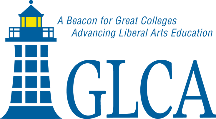 A Beacon for Great Colleges
Advancing Liberal Arts Education
GLCA